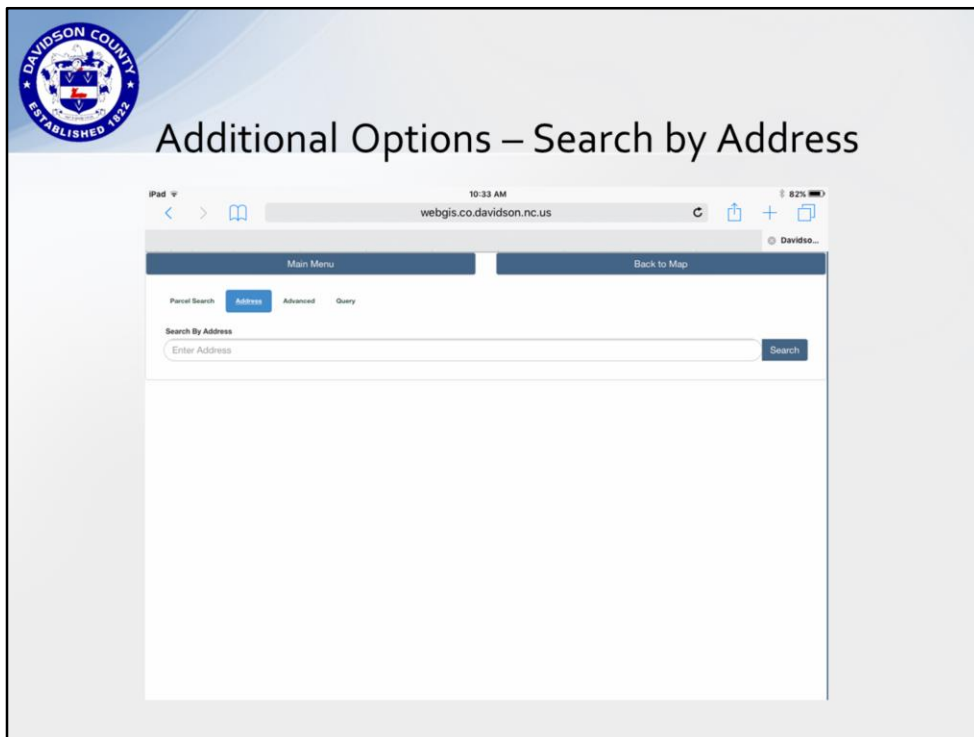 DAVIDSON COUNTY
ESTABLISHED 1822
Additional Options – Search by Address
iPad 10:33 AM 82%
webgis.co.davidson.nc.us
Davidso...
Main Menu Back to Map
Parcel Search Address Advanced Query
Search By Address
Enter Address Search